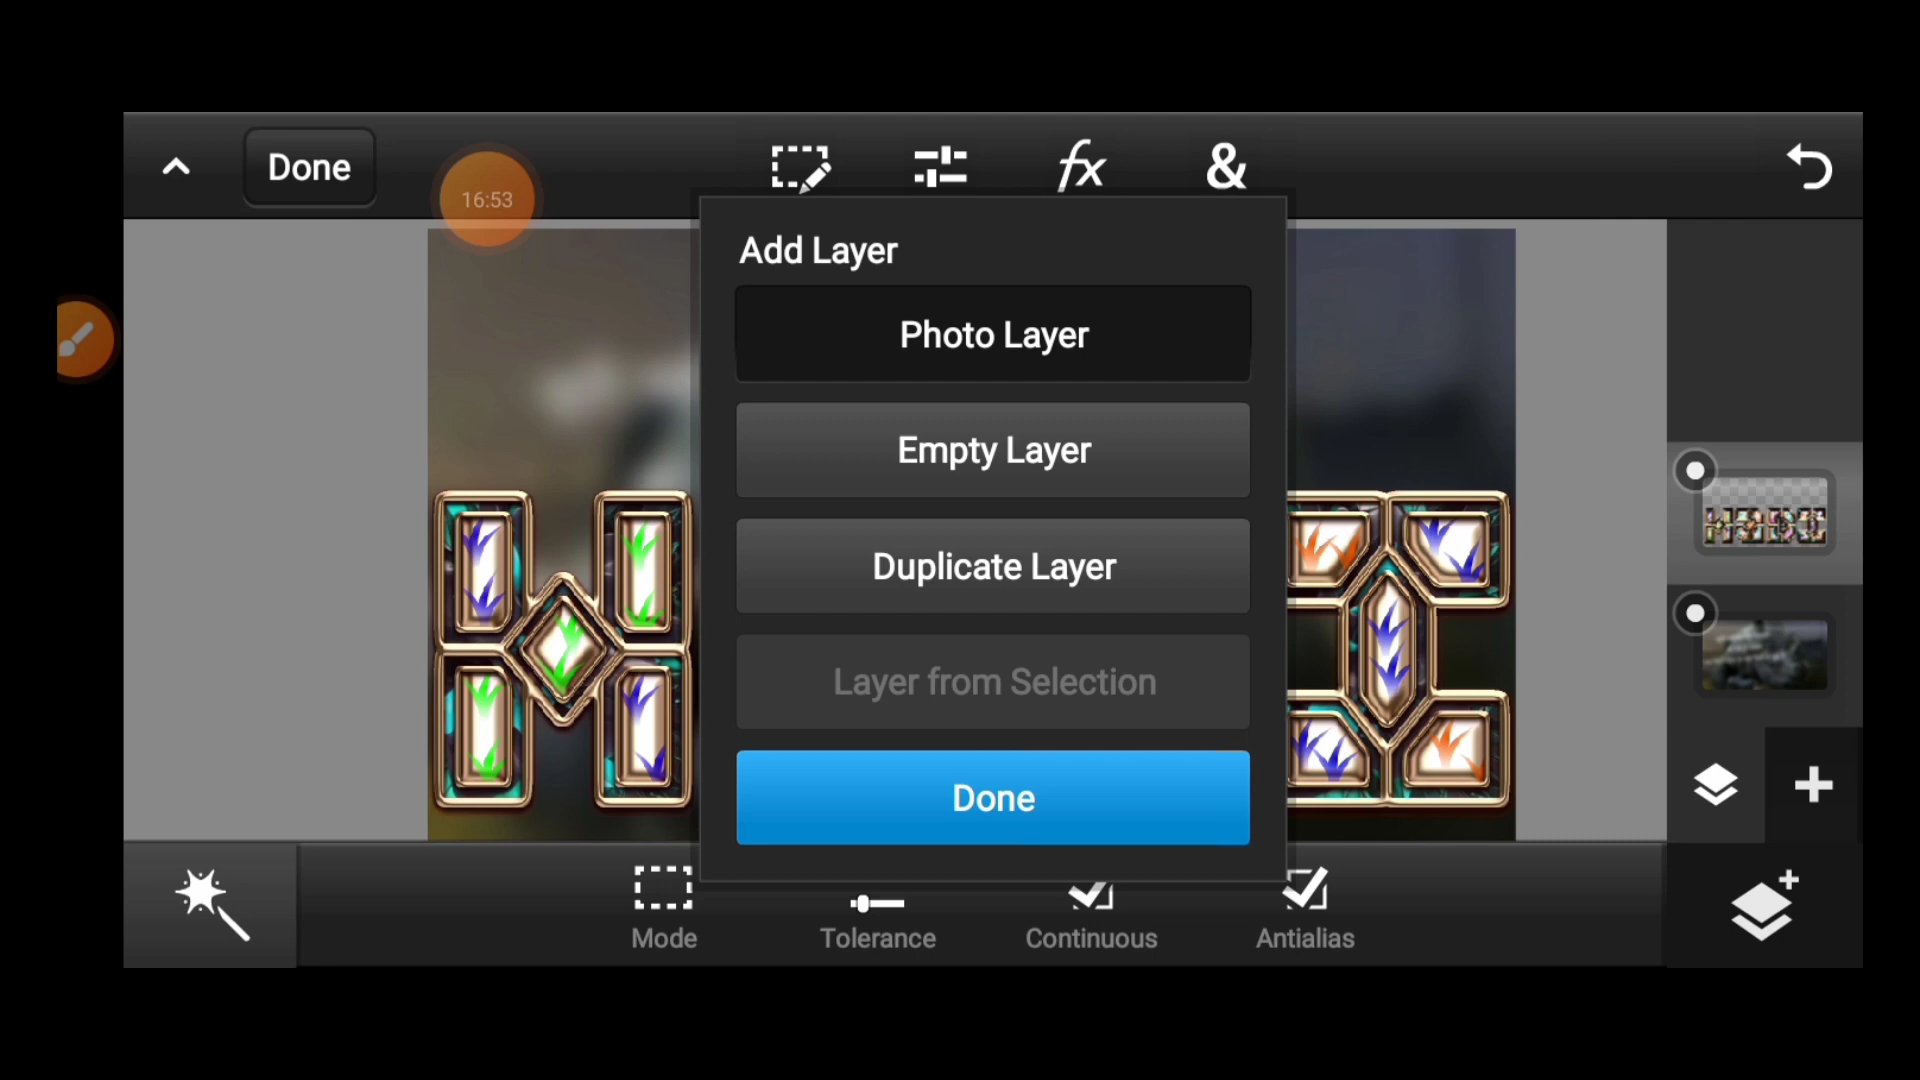 Done
16:53
fx
&
Add Layer
Photo Layer
Empty Layer
Duplicate Layer
Layer from Selection
Done
Mode
Tolerance
Continuous
Antialias